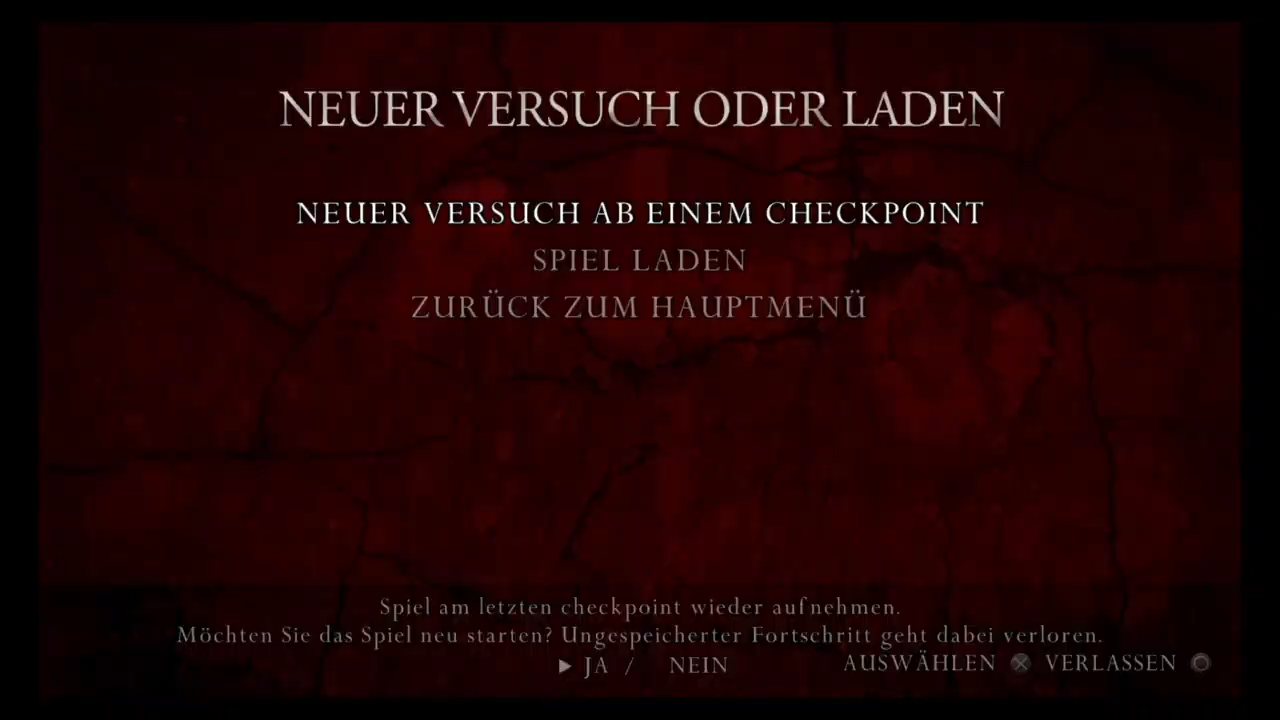 NEUER VERSUCH ODER LADEN
NEUER VERSUCH AB EINEM CHECKPOINT
SPIEL LADEN
ZURÜCK ZUM HAUPTMENÜ
Spiel am letzten checkpoint wieder aufnehmen.
Möchten Sie das Spiel neu starten? Ungespeicherter Fortschritt geht dabei verloren.
► JA / NEIN
AUSWÄHLEN VERLASSEN